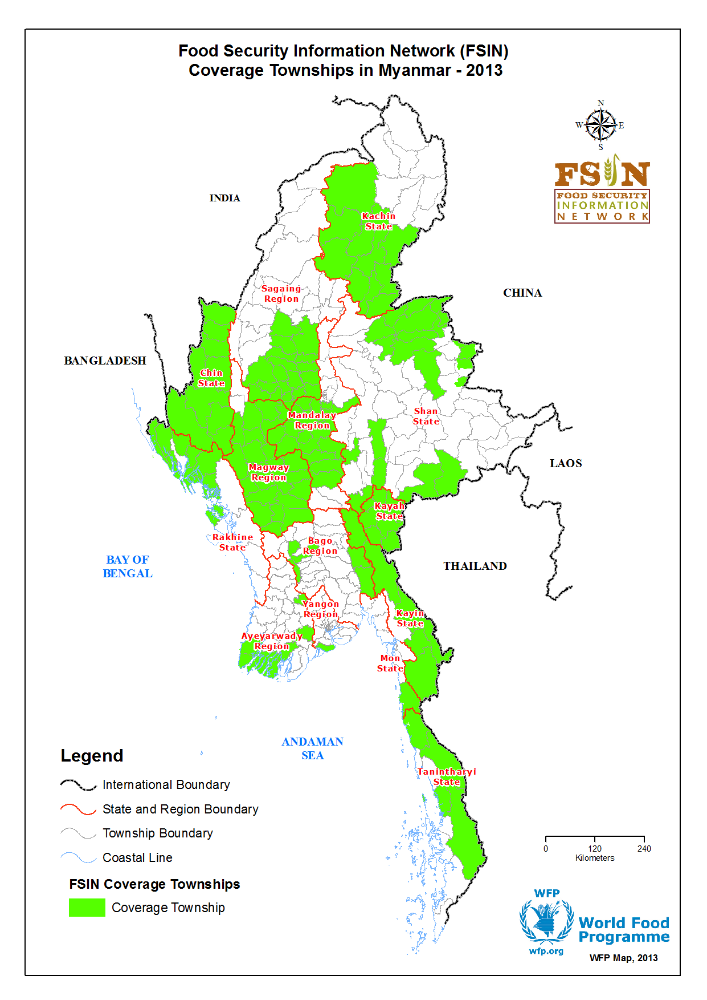 Food Security Information Network (FSIN)
Coverage Townships in Myanmar - 2013
N
W
E
S
FSIN
FOOD SECURITY
INFORMATION
NETWORK
INDIA
Kachin
State
CHINA
Sagaing
Region
BANGLADESH
Chin
State
Shan
State
Mandalay
Region
LAOS
Magway
Region
Kayah
State
Rakhine
State
Bago
Region
BAY OF
BENGAL
THAILAND
Yangon
Region
Kayin
State
Ayeyarwady
Region
Mon
State
ANDAMAN
SEA
Tanintharyi
State
Legend
International Boundary
State and Region Boundary
Township Boundary
Coastal Line
FSIN Coverage Townships
Coverage Township
0 120 240
Kilometers
WFP
wfp.org
World Food
Programme
WFP Map, 2013